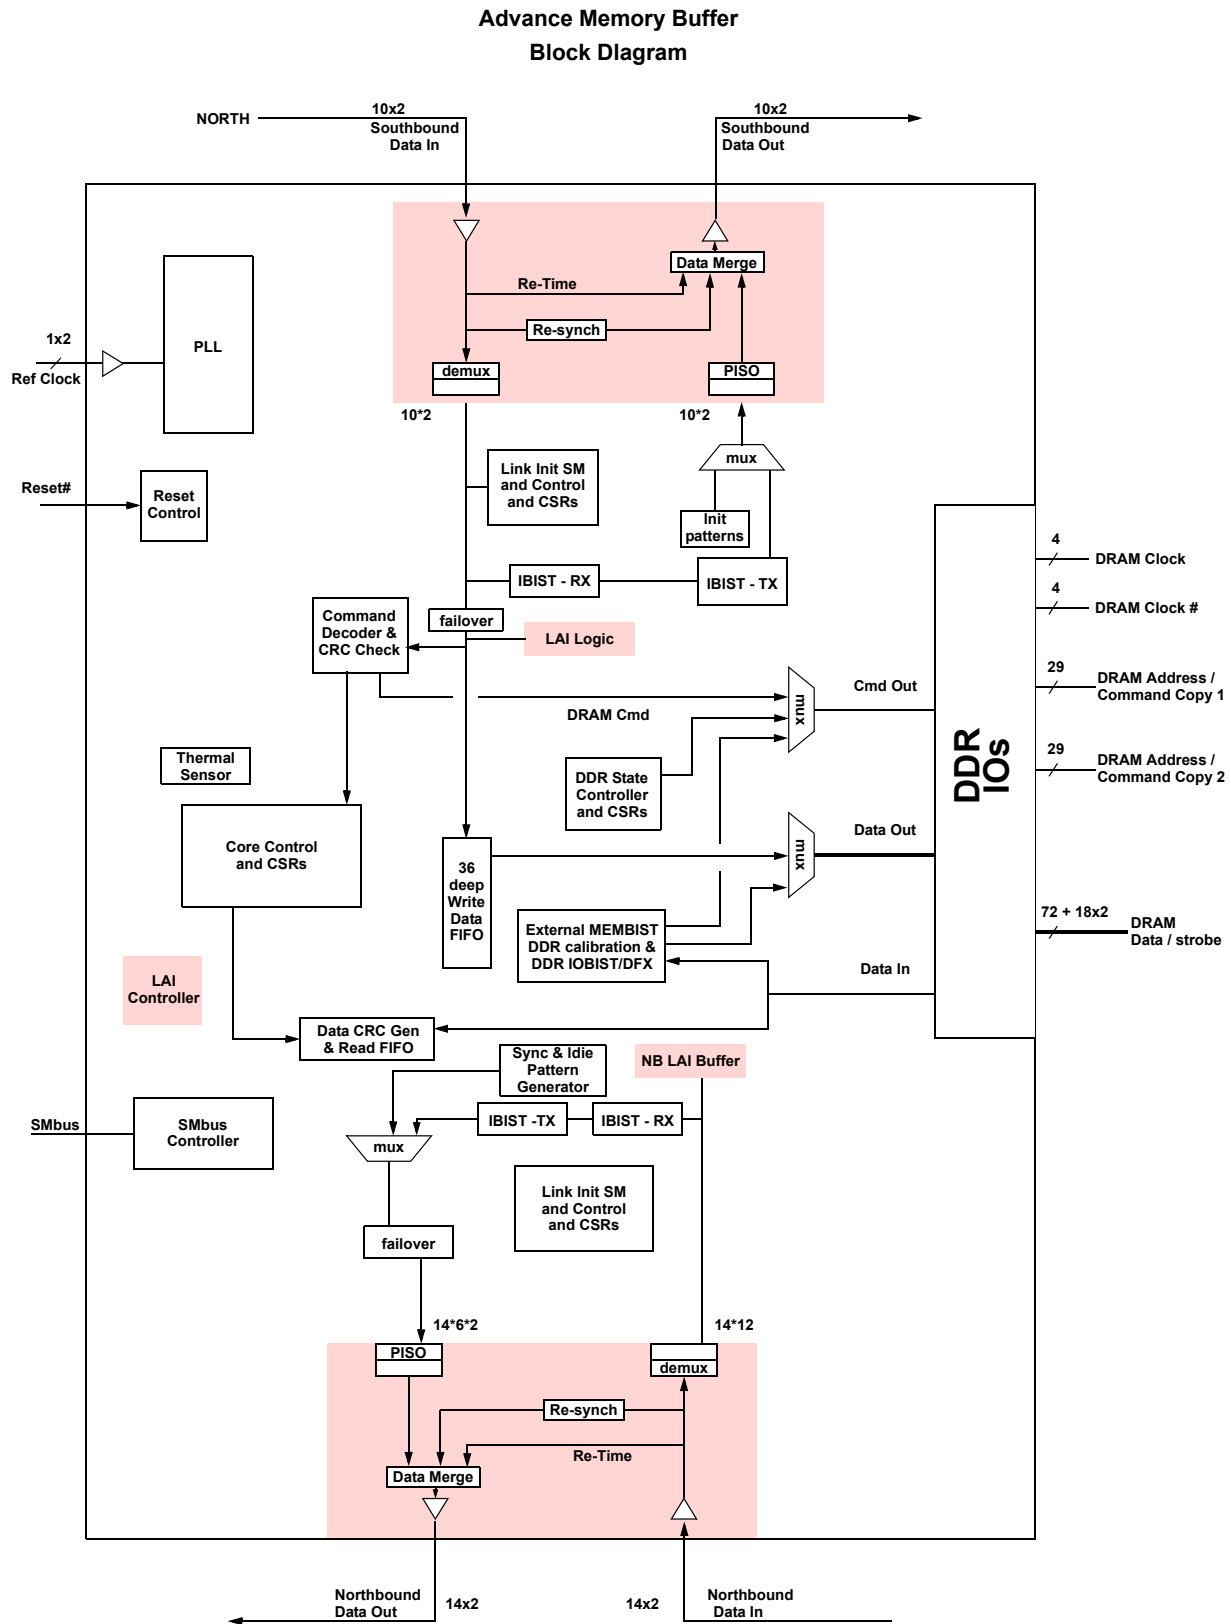 Advance Memory Buffer
Block DIagram
10x2
10x2
NORTH
Southbound
Data In
Southbound
Data Out
Data Merge
Re-Time
Re-synch
1x2
PLL
Ref Clock
demux
PISO
10*2
10*2
mux
Link Init SM
and Control
and CSRs
Reset#
Reset
Control
Init
patterns
4
DRAM Clock
IBIST - RX
IBIST - TX
4
DRAM Clock #
Command
Decoder &
CRC Check
failover
LAI Logic
29
DRAM Address /
Command Copy 1
Cmd Out
mux
DRAM Cmd
DDR
IOs
29
DRAM Address /
Command Copy 2
Thermal
Sensor
DDR State
Controller
and CSRs
Data Out
mux
Core Control
and CSRs
36
deep
Write
Data
FIFO
72 + 18x2
DRAM
Data / strobe
External MEMBIST
DDR calibration &
DDR IOBIST/DFX
Data In
LAI
Controller
Data CRC Gen
& Read FIFO
Sync & Idie
Pattern
Generator
NB LAI Buffer
SMbus
SMbus
Controller
IBIST -TX
IBIST - RX
mux
Link Init SM
and Control
and CSRs
failover
14*6*2
14*12
PISO
demux
Re-synch
Re-Time
Data Merge
Northbound
Data Out
14x2
14x2
Northbound
Data In